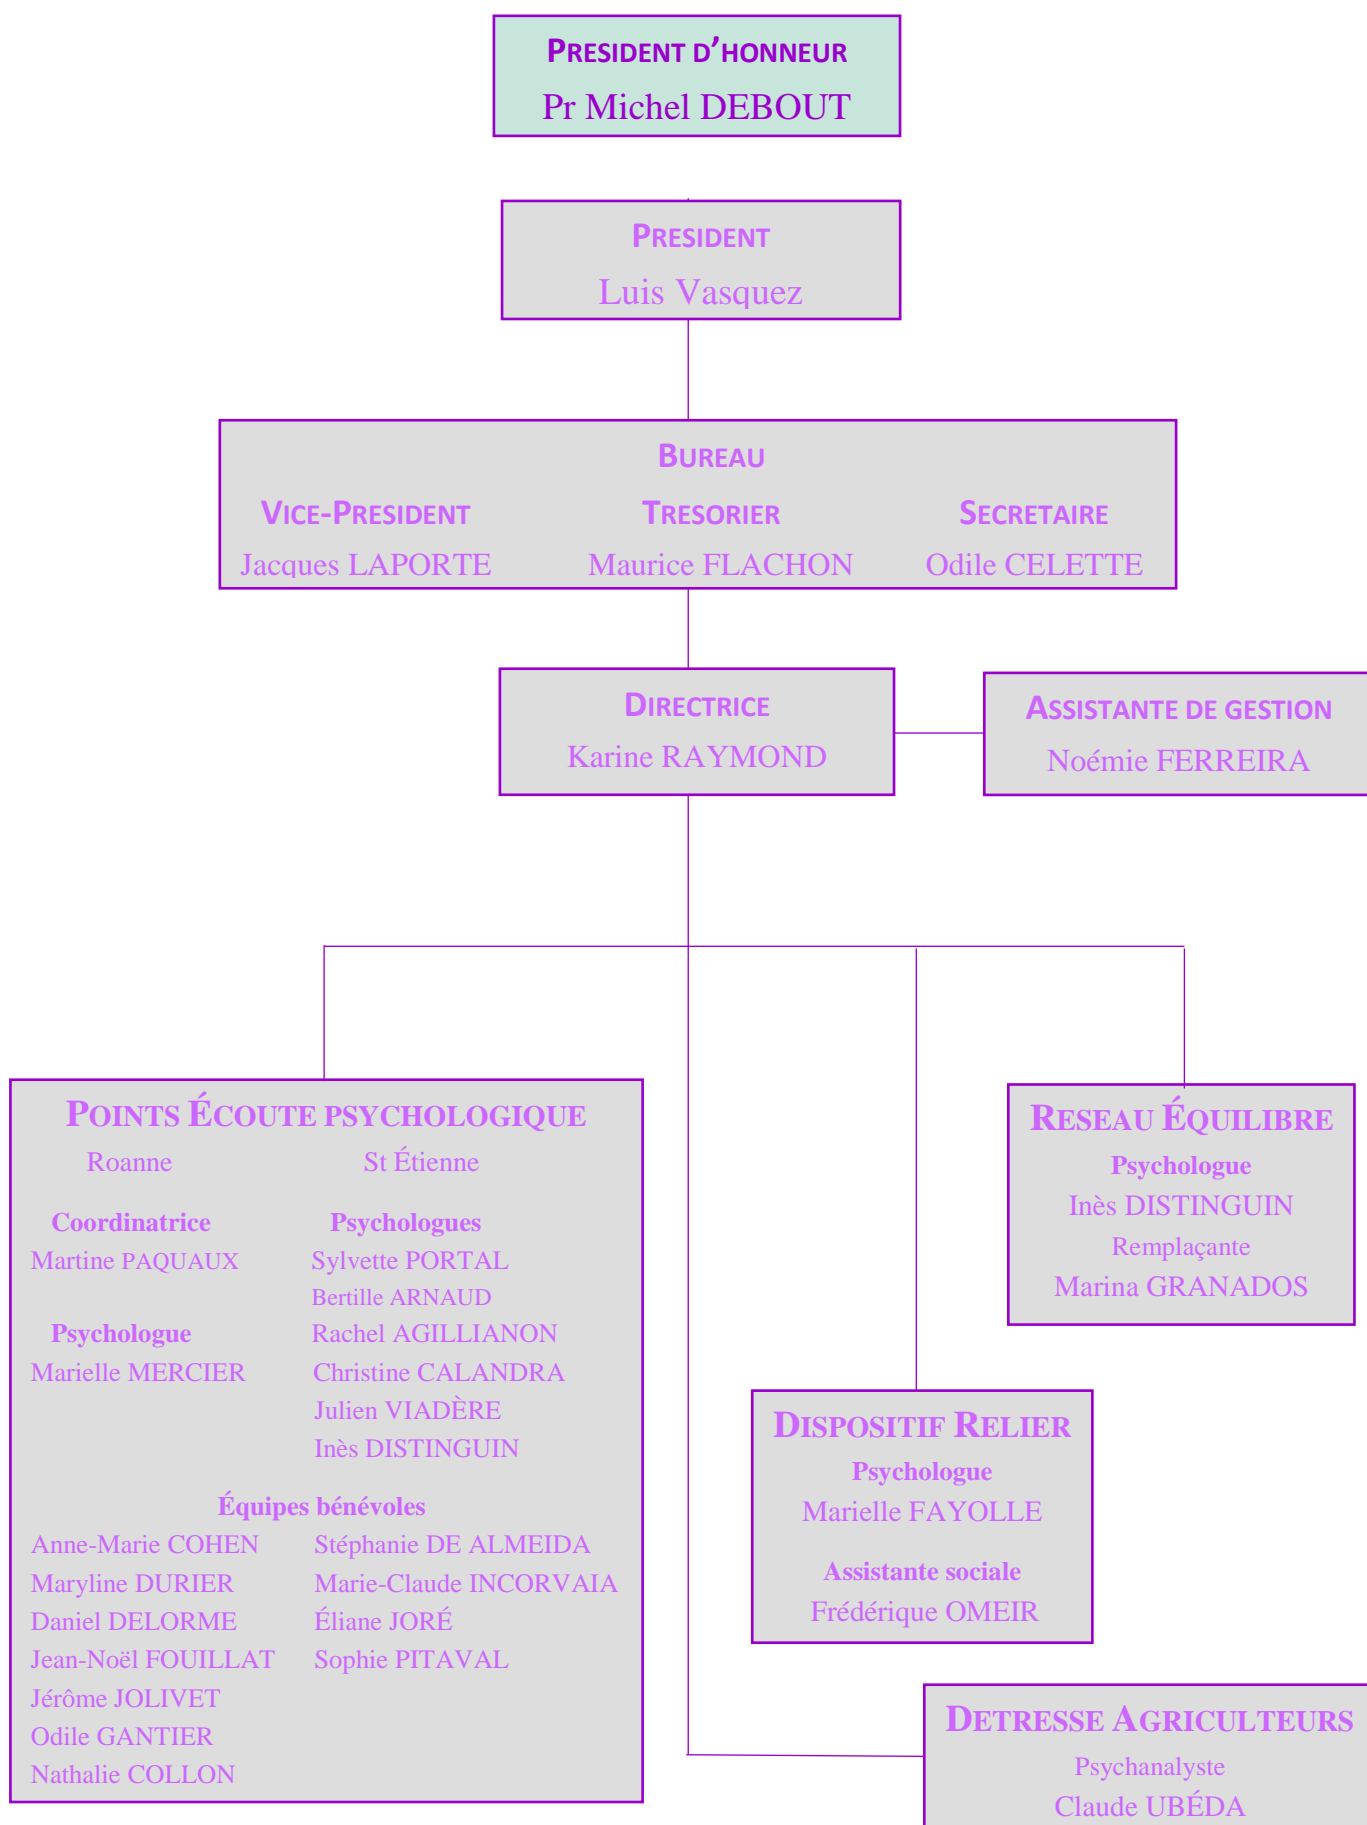 PRESIDENT D’HONNEUR
Pr Michel DEBOUT
PRESIDENT
Luis Vasquez
BUREAU
VICE-PRESIDENT TRESORIER SECRETAIRE
Jacques LAPORTE Maurice FLACHON Odile CELETTE
DIRECTRICE
Karine RAYMOND
ASSISTANTE DE GESTION
Noémie FERREIRA
POINTS ÉCOUTE PSYCHOLOGIQUE
Roanne St Étienne
Coordinatrice Psychologues
Martine PAQUAUX Sylvette PORTAL
Bertille ARNAUD
Psychologue Rachel AGILLIANON
Marielle MERCIER Christine CALANDRA
Julien VIADÈRE
Inès DISTINGUIN
Équipes bénévoles
Anne-Marie COHEN Stéphanie DE ALMEIDA
Maryline DURIER Marie-Claude INCORVAIA
Daniel DELORME Éliane JORÉ
Jean-Noël FOUILLAT Sophie PITAVAL
Jérôme JOLIVET
Odile GANTIER
Nathalie COLLON
RESEAU ÉQUILIBRE
Psychologue
Inès DISTINGUIN
Remplaçante
Marina GRANADOS
DISPOSITIF RELIER
Psychologue
Marielle FAYOLLE
Assistante sociale
Frédérique OMEIR
DETRESSE AGRICULTEURS
Psychanalyste
Claude UBÉDA